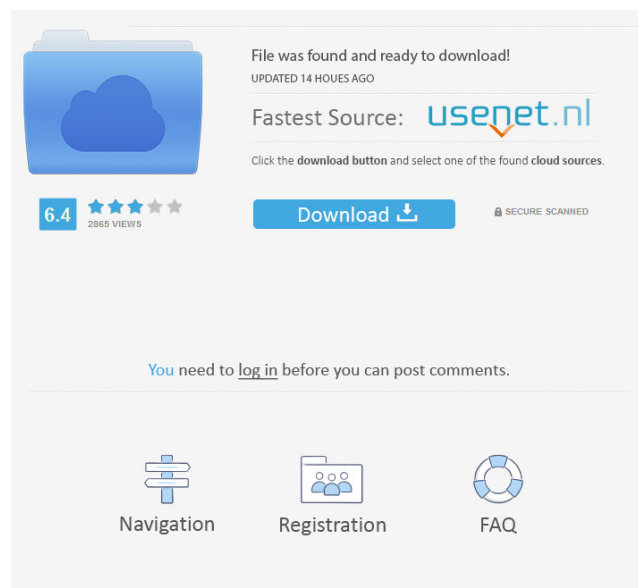 File was found and ready to download!
UPDATED 14 HOUES AGO
Fastest Source: usenet.nl
Click the download button and select one of the found cloud sources.
6.4
2865 VIEWS
Download
SECURE SCANNED
You need to log in before you can post comments.
Navigation
Registration
FAQ